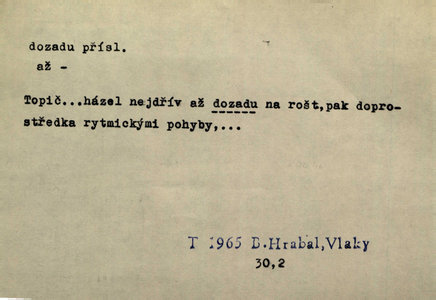 dozadu přísl.
až -
Topič...házel nejdřív až dozadu na rošt,pak dopro-
středka rytmickými pohyby,...
T 1965 B.Hrabal,Vlaky
30,2